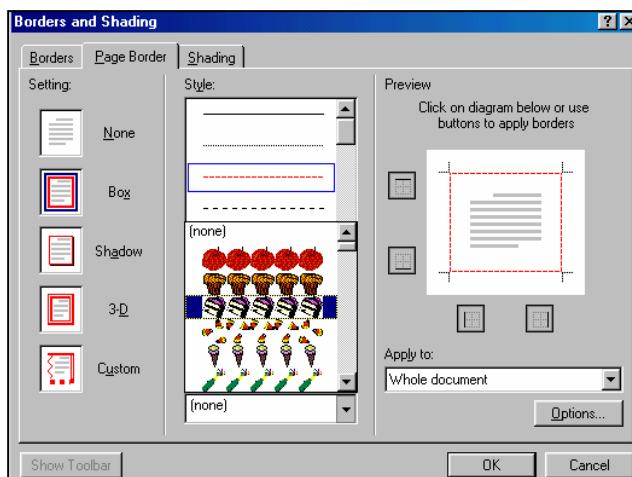 Borders and Shading
Borders
Page Border
Shading
Setting:
None
Box
Shadow
3-D
Custom
Style:
(none)
(none)
Preview
Click on diagram below or use
buttons to apply borders
Apply to:
Whole document
Options...
Show Toolbar
OK
Cancel